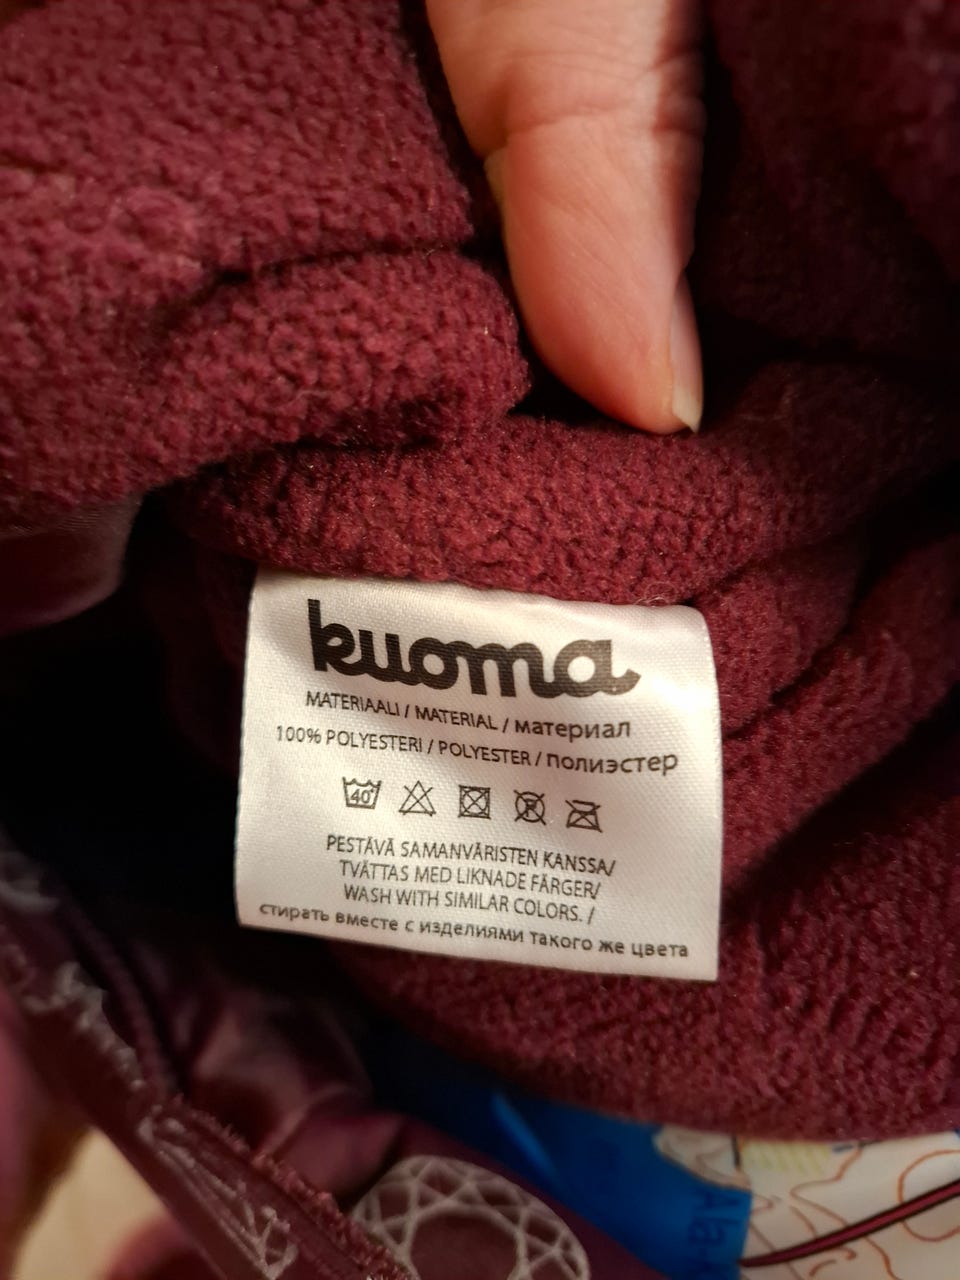 kuoma
MATERIAALI / MATERIAL / материал
100% POLYESTERI / POLYESTER / полиэстер
40° P
PESTÄVÄ SAMANVÄRISTEN KANSSA/
TVÄTTAS MED LIKNADE FÄRGER/
WASH WITH SIMILAR COLORS. /
стирать вместе с изделиями такого же цвета
Ala-